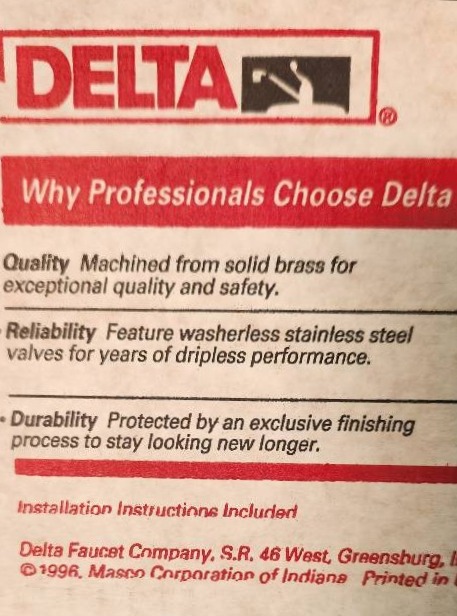 DELTA
®
Why Professionals Choose Delta
Quality Machined from solid brass for
exceptional quality and safety.
• Reliability Feature washerless stainless steel
valves for years of dripless performance.
• Durability Protected by an exclusive finishing
process to stay looking new longer.
Installation Instructions Included
Delta Faucet Company, S.R. 46 West, Greensburg,
©1996, Masco Corporation of Indiana Printed in